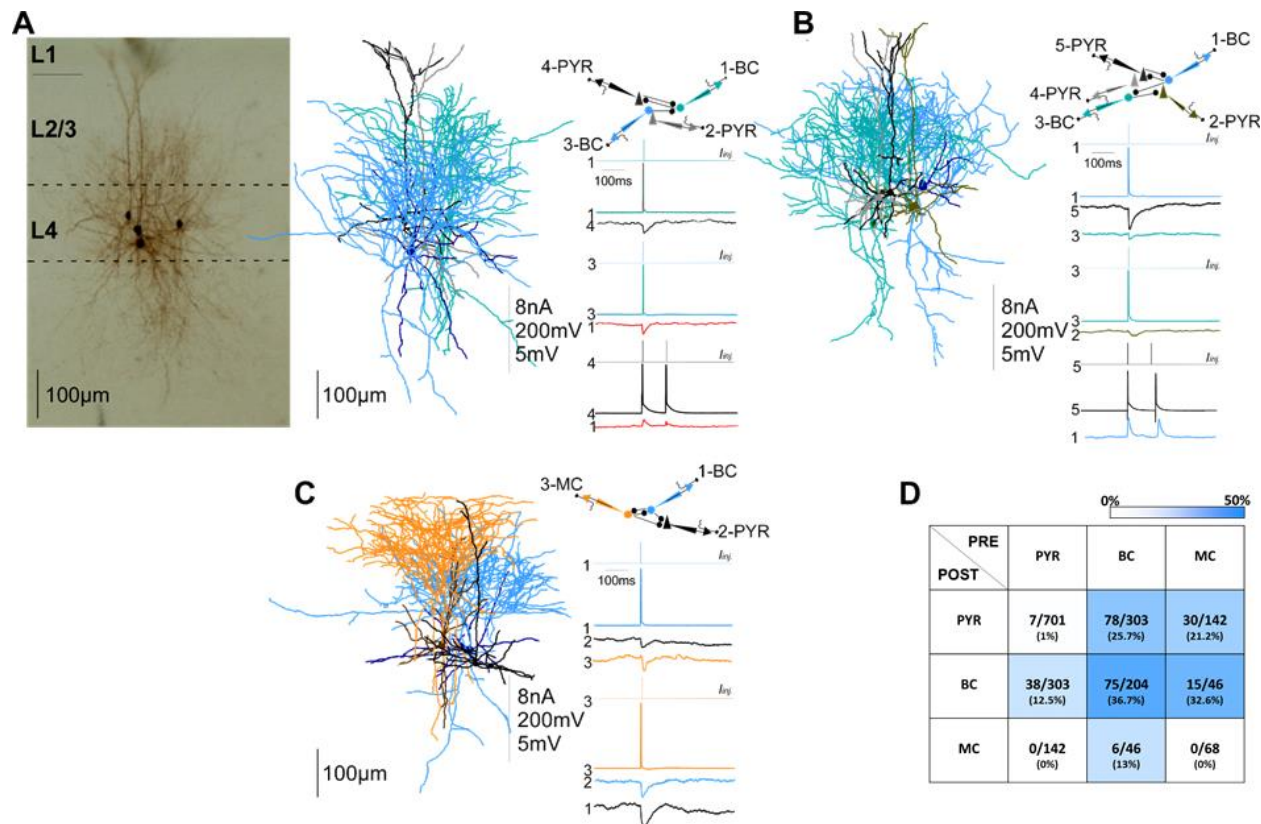 A
L1
L2/3
L4
100µm
100µm
4-PYR
1-BC
3-BC
2-PYR
1
Iinj.
100ms
1
4
3
Iinj.
3
1
8nA
200mV
5mV
4
Iinj.
4
1
B
5-PYR
1-BC
4-PYR
3-BC
2-PYR
1
Iinj.
100ms
1
5
3
3
Iinj.
3
2
8nA
200mV
5mV
5
Iinj.
5
1
C
3-MC
1-BC
2-PYR
1
Iinj.
100ms
1
2
3
8nA
200mV
5mV
3
Iinj.
100µm
3
2
1
D
0% 50%
PRE
POST
PYR BC MC
PYR 7/701 78/303 30/142
(1%) (25.7%) (21.2%)
BC 38/303 75/204 15/46
(12.5%) (36.7%) (32.6%)
MC 0/142 6/46 0/68
(0%) (13%) (0%)